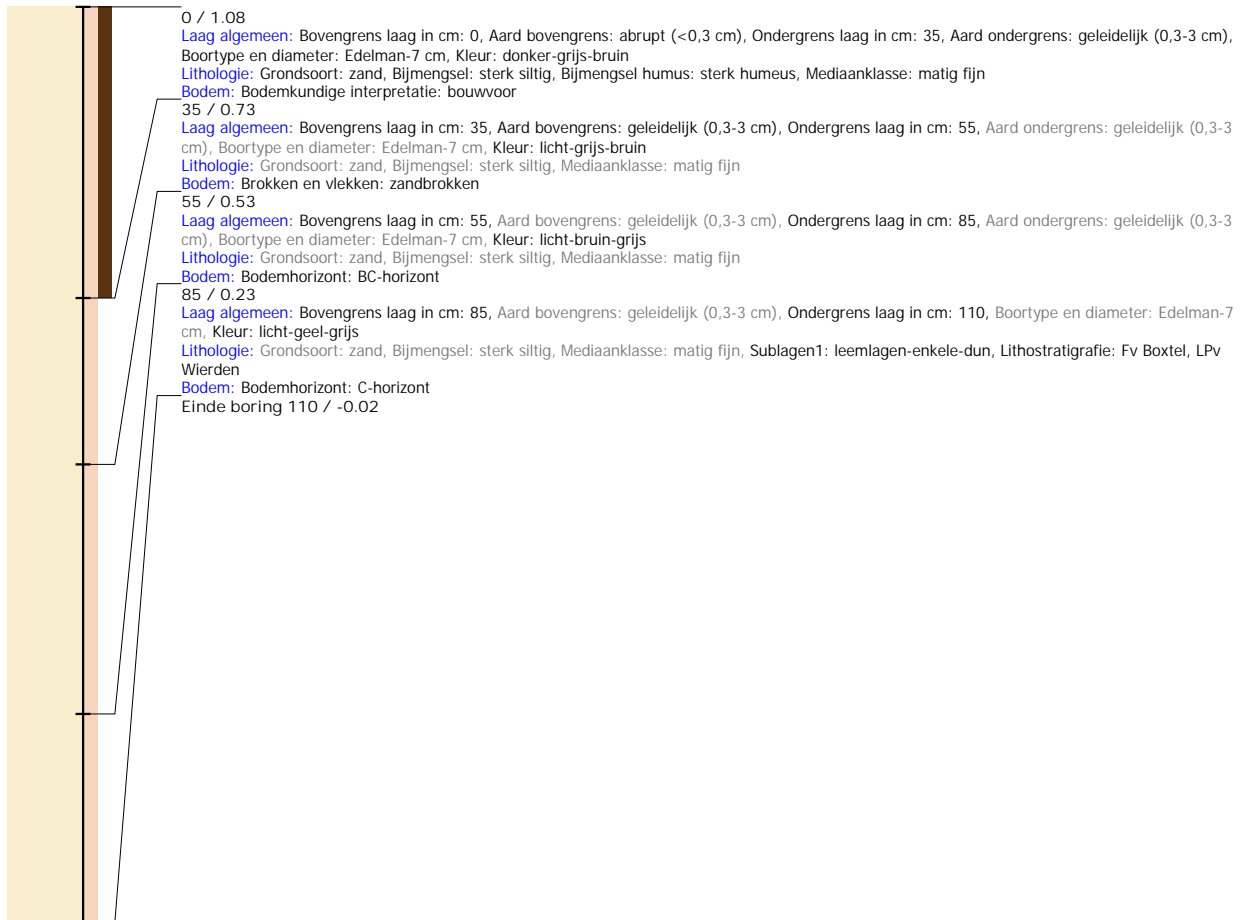 0 / 1.08
Laag algemeen: Bovengrens laag in cm: 0, Aard bovengrens: abrupt (<0,3 cm), Ondergrens laag in cm: 35, Aard ondergrens: geleidelijk (0,3-3 cm),
Boortype en diameter: Edelman-7 cm, Kleur: donker-grijs-bruin
Lithologie: Grondsoort: zand, Bijmengsel: sterk siltig, Bijmengsel humus: sterk humeus, Mediaanklasse: matig fijn
Bodem: Bodemkundige interpretatie: bouwvoor
35 / 0.73
Laag algemeen: Bovengrens laag in cm: 35, Aard bovengrens: geleidelijk (0,3-3 cm), Ondergrens laag in cm: 55, Aard ondergrens: geleidelijk (0,3-3
cm), Boortype en diameter: Edelman-7 cm, Kleur: licht-grijs-bruin
Lithologie: Grondsoort: zand, Bijmengsel: sterk siltig, Mediaanklasse: matig fijn
Bodem: Brokken en vlekken: zandbrokken
55 / 0.53
Laag algemeen: Bovengrens laag in cm: 55, Aard bovengrens: geleidelijk (0,3-3 cm), Ondergrens laag in cm: 85, Aard ondergrens: geleidelijk (0,3-3
cm), Boortype en diameter: Edelman-7 cm, Kleur: licht-bruin-grijs
Lithologie: Grondsoort: zand, Bijmengsel: sterk siltig, Mediaanklasse: matig fijn
Bodem: Bodemhorizont: BC-horizont
85 / 0.23
Laag algemeen: Bovengrens laag in cm: 85, Aard bovengrens: geleidelijk (0,3-3 cm), Ondergrens laag in cm: 110, Boortype en diameter: Edelman-7
cm, Kleur: licht-geel-grijs
Lithologie: Grondsoort: zand, Bijmengsel: sterk siltig, Mediaanklasse: matig fijn, Sublagen1: leemlagen-enkele-dun, Lithostratigrafie: Fv Boxtel, LPv
Wierden
Bodem: Bodemhorizont: C-horizont
Einde boring 110 / -0.02